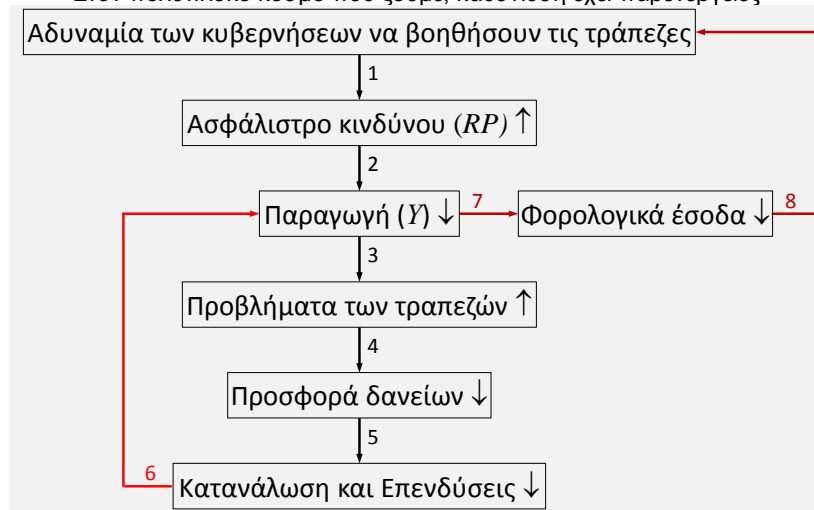 Αδυναμία των κυβερνήσεων να βοηθήσουν τις τράπεζες
1
Ασφάλιστρο κινδύνου (RP) ↑
2
Παραγωγή (Y) ↓ 7 Φορολογικά έσοδα ↓ 8
3
Προβλήματα των τραπεζών ↑
4
Προσφορά δανείων ↓
5
6 Κατανάλωση και Επενδύσεις ↓